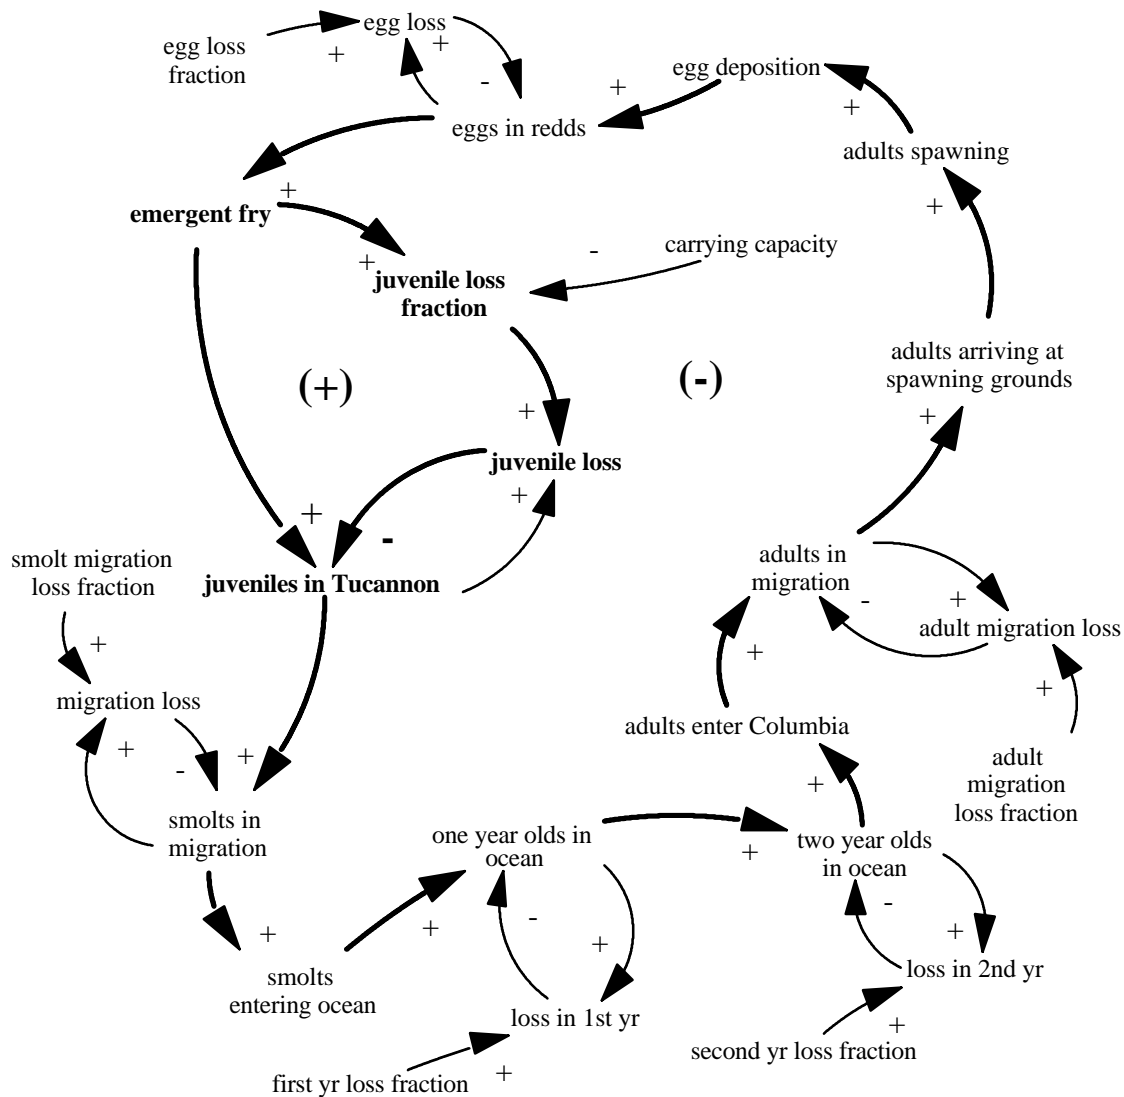 egg loss
+
+
egg loss
fraction
-
eggs in redds
+
egg deposition
+
adults spawning
+
+
emergent fry
+
juvenile loss
fraction
-
carrying capacity
(+)
(-)
adults arriving at
spawning grounds
+
+
juvenile loss
+
+
-
juveniles in Tucannon
smolt migration
loss fraction
+
migration loss
+
-
+
smolts in
migration
adults in
migration
-
+
adult migration loss
+
+
adults enter Columbia
adult
migration
loss fraction
+
one year olds in
ocean
+
two year olds
in ocean
+
smolts
entering ocean
+
-
+
loss in 1st yr
-
+
loss in 2nd yr
+
second yr loss fraction
+
first yr loss fraction